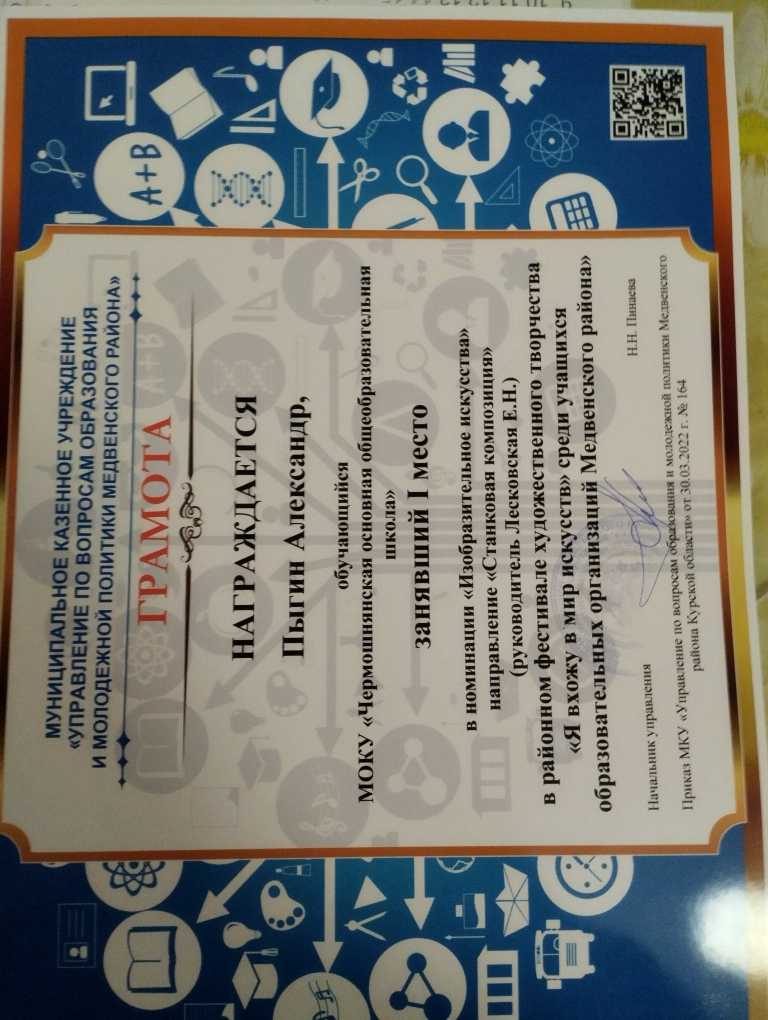 МУНИЦИПАЛЬНОЕ КАЗЕННОЕ УЧРЕЖДЕНИЕ
«УПРАВЛЕНИЕ ПО ВОПРОСАМ ОБРАЗОВАНИЯ
И МОЛОДЕЖНОЙ ПОЛИТИКИ МЕДВЕНСКОГО РАЙОНА»
ГРАМОТА
НАГРАЖДАЕТСЯ
Пыгин Александр,
обучающийся
МОКУ «Чермошнянская основная общеобразовательная
школа»
занявший I место
в номинации «Изобразительное искусства»
направление «Станковая композиция»
(руководитель Лесковская Е.Н.)
в районном фестивале художественного творчества
«Я вхожу в мир искусств» среди учащихся
образовательных организаций Медвенского района»
Начальник управления Н.Н. Пинаева
Приказ МКУ «Управление по вопросам образования и молодежной политики Медвенского
района Курской области» от 30.03.2022 г. № 164
A+B
A+B